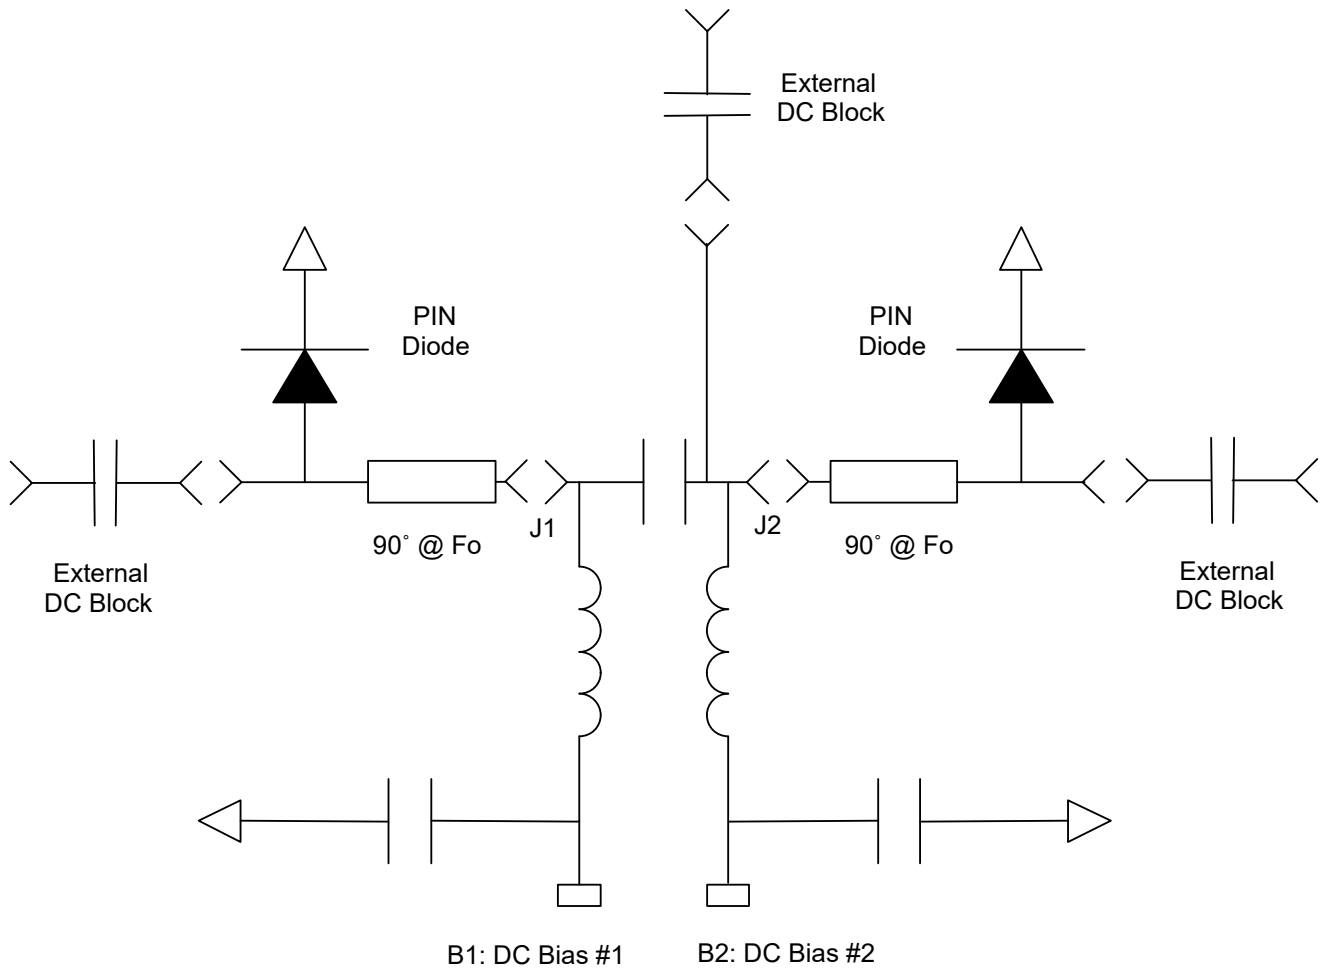 External
DC Block
PIN
Diode
PIN
Diode
J1
J2
90˚ @ Fo
90˚ @ Fo
External
DC Block
External
DC Block
B1: DC Bias #1
B2: DC Bias #2